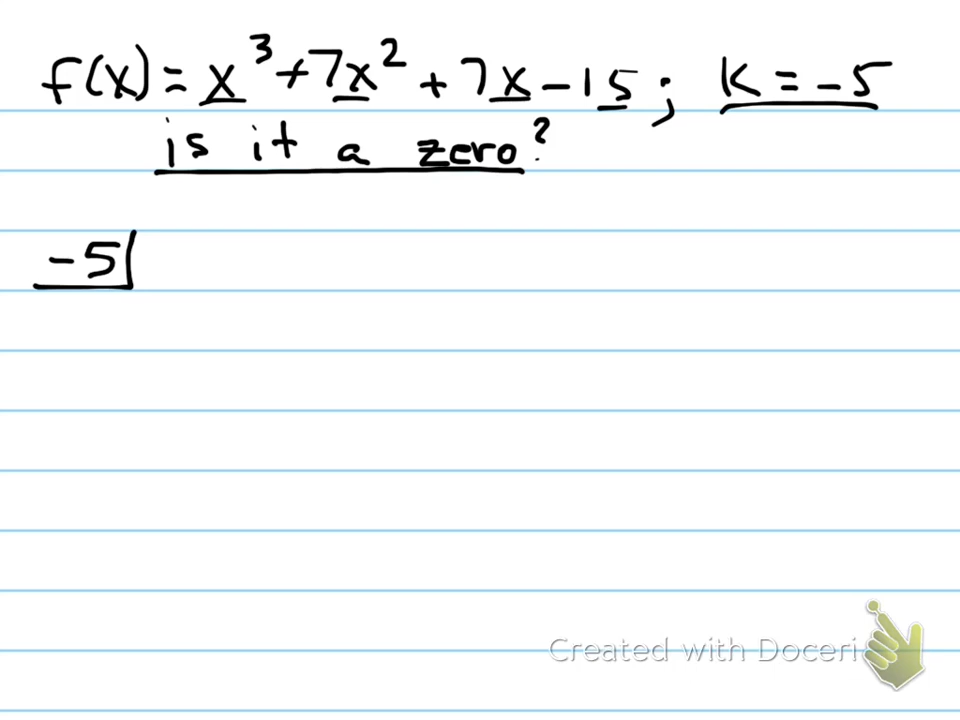 f(x) = x³ + 7x² + 7x - 15 ; K = -5
is it a zero?
-5
Created with Doceri